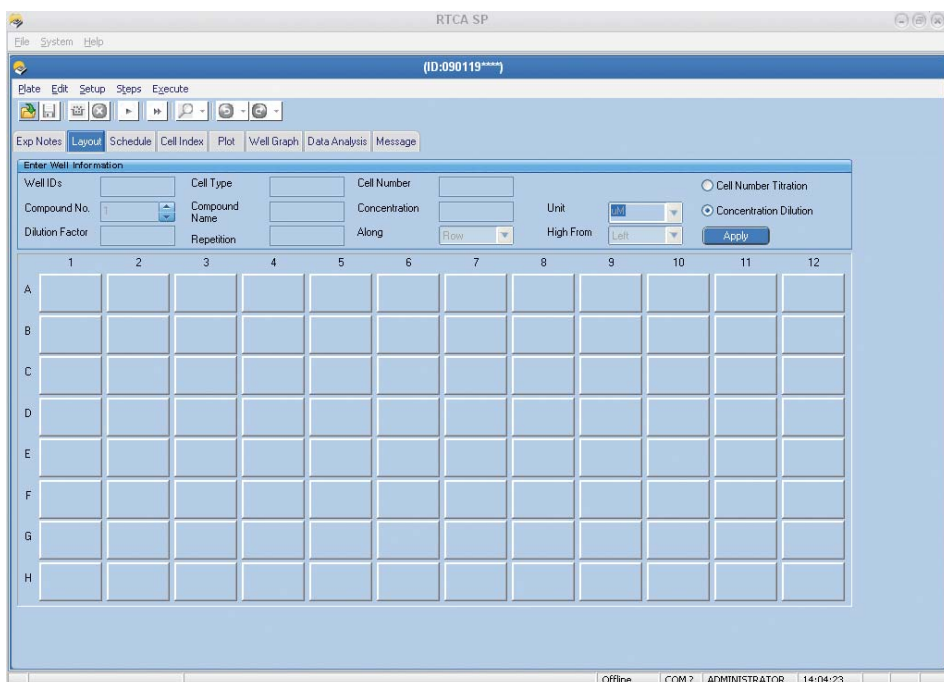 RTCA SP
File System Help
(ID:090119****)
Plate Edit Setup Steps Execute
Exp Notes Layout Schedule Cell Index Plot Well Graph Data Analysis Message
Enter Well Information
Well IDs Cell Type Cell Number Cell Number Titration
Compound No. 1 Compound Name Concentration Unit uM Concentration Dilution
Dilution Factor Repetition Along Row High From Left Apply
1 2 3 4 5 6 7 8 9 10 11 12
A
B
C
D
E
F
G
H
Offline COM ? ADMINISTRATOR 14:04:23